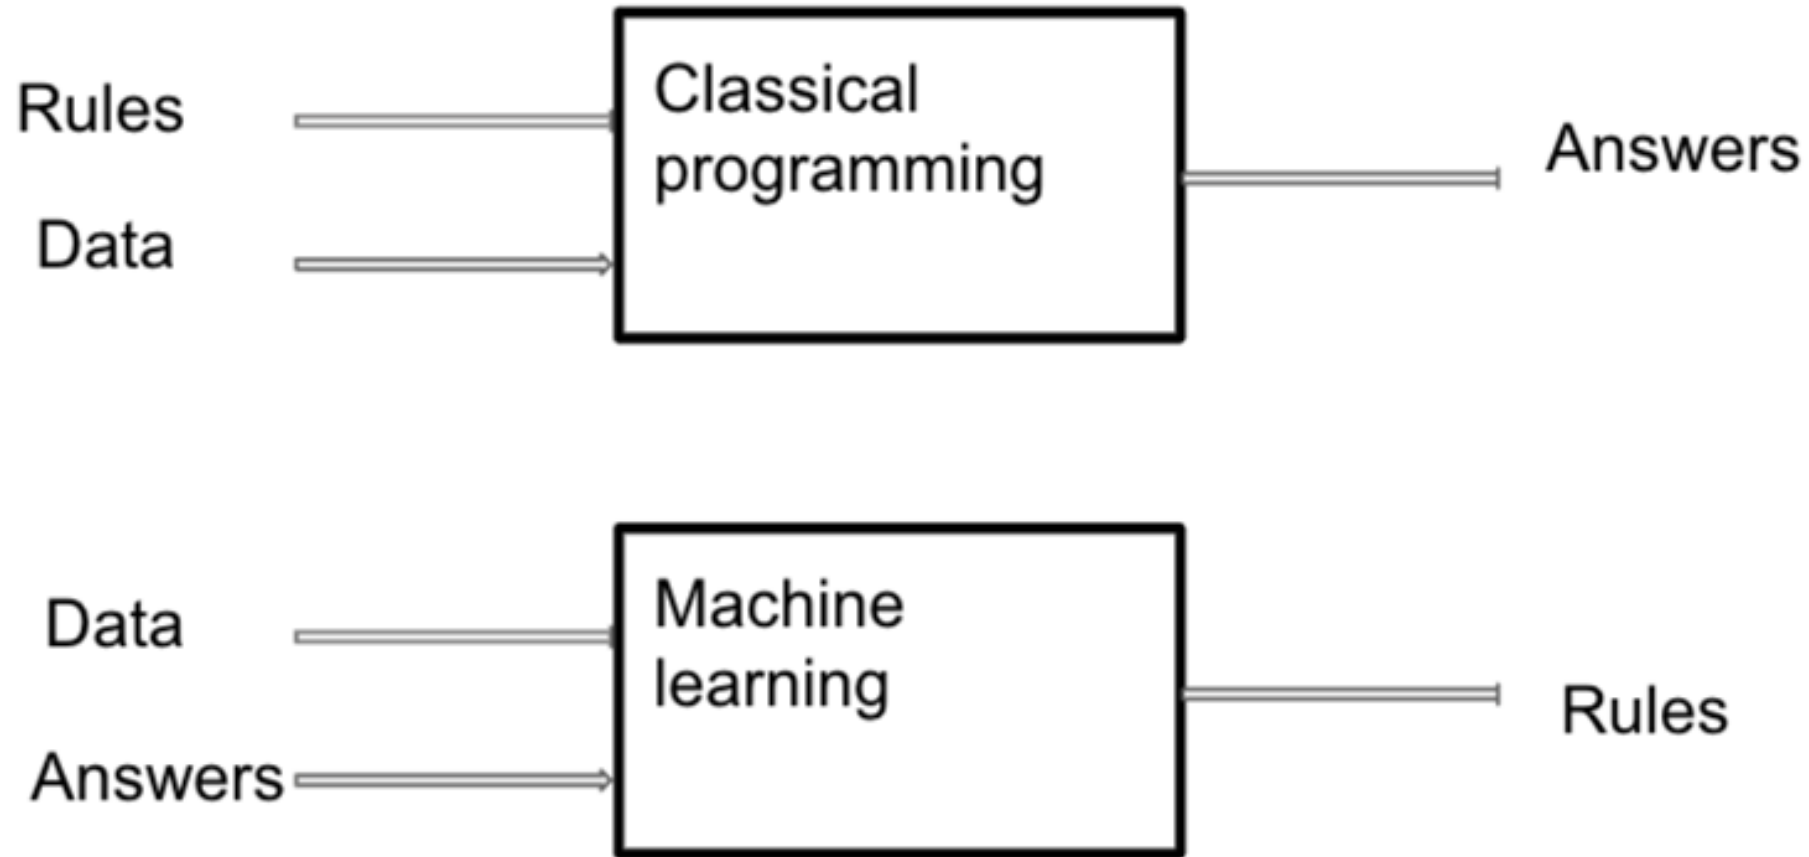 Rules
Data
Classical
programming
Answers
Data
Answers
Machine
learning
Rules